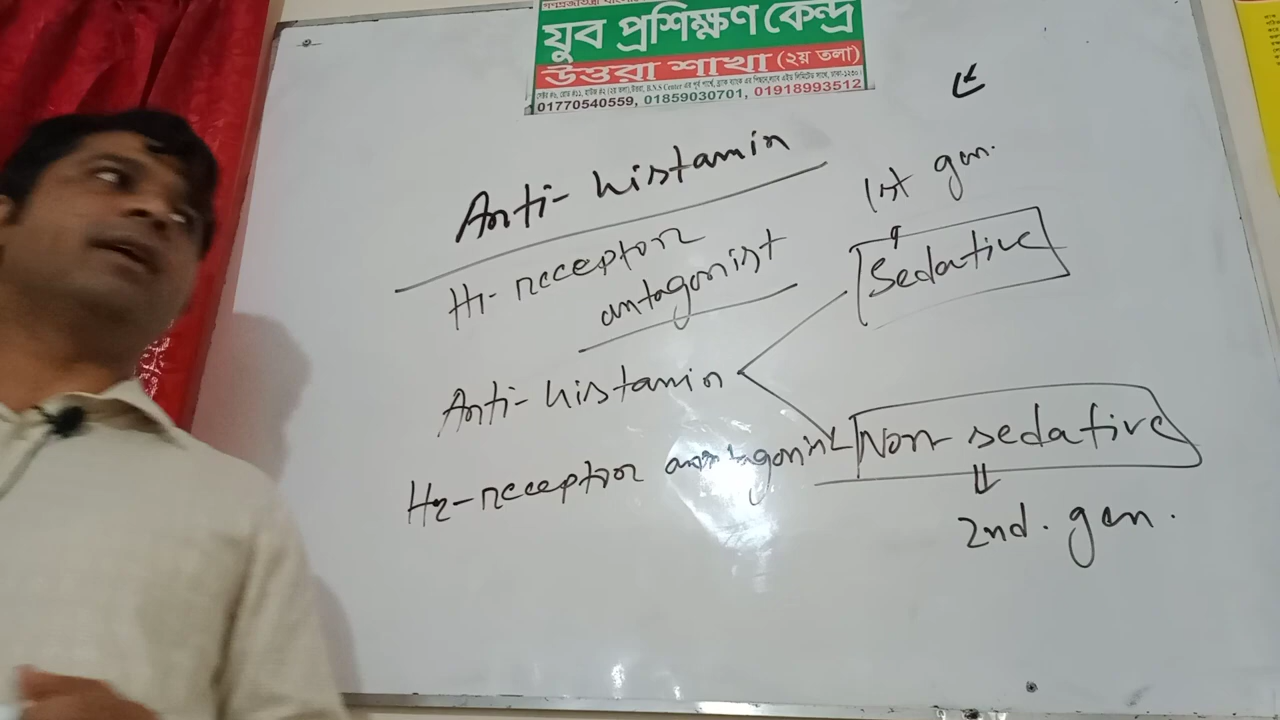 যুব প্রশিক্ষণ কেন্দ্র
উত্তরা শাখা (২য় তলা)
01770540559, 01859030701, 01918993512
Anti-histamin
H1-receptor
antagonist
1st gen.
Sedative
Anti-histamin
Non-sedative
H2-receptor antagonist
2nd. gen.